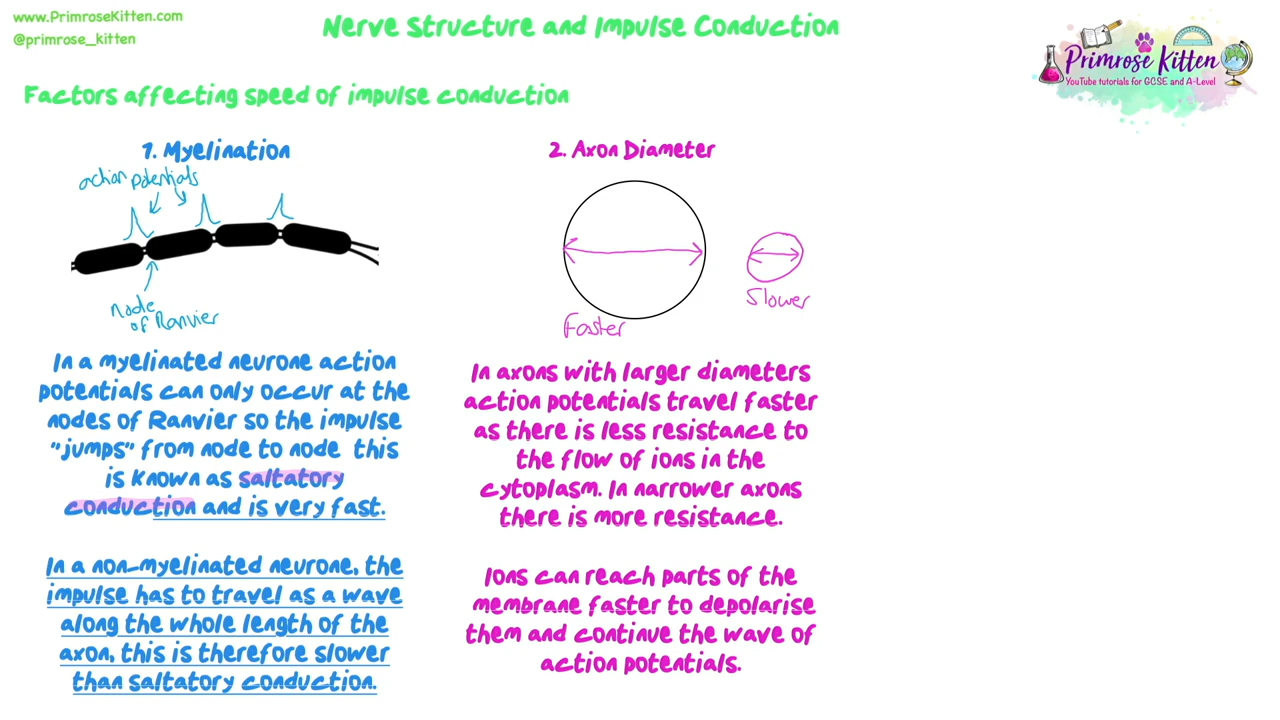 www.PrimroseKitten.com
@primrose_kitten
Nerve Structure and Impulse Conduction
Primrose Kitten
YouTube tutorials for GCSE and A-Level
Factors affecting speed of impulse conduction
1. Myelination
action potentials
node
of Ranvier
In a myelinated neurone action
potentials can only occur at the
nodes of Ranvier so the impulse
"jumps" from node to node this
is known as saltatory
conduction and is very fast.
In a non-myelinated neurone, the
impulse has to travel as a wave
along the whole length of the
axon, this is therefore slower
than saltatory conduction.
2. Axon Diameter
Faster
Slower
In axons with larger diameters
action potentials travel faster
as there is less resistance to
the flow of ions in the
cytoplasm. In narrower axons
there is more resistance.
Ions can reach parts of the
membrane faster to depolarise
them and continue the wave of
action potentials.